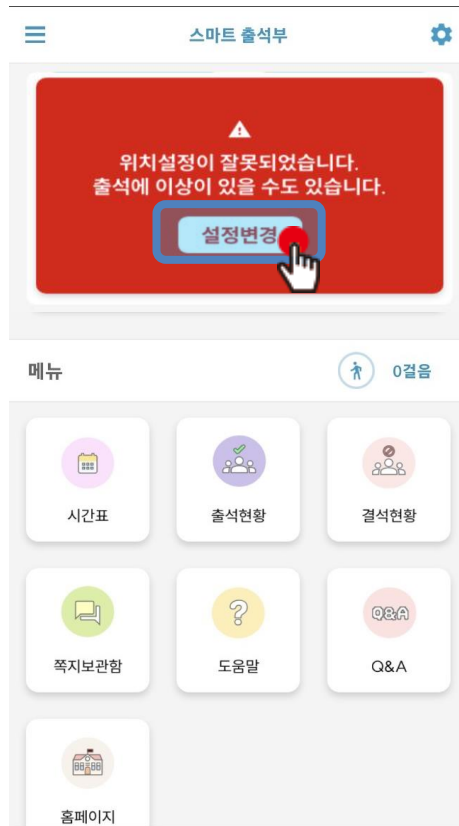 스마트 출석부
위치설정이 잘못되었습니다.
출석에 이상이 있을 수도 있습니다.
설정변경
메뉴
0걸음
시간표
출석현황
결석현황
Q&A
쪽지보관함
도움말
Q&A
홈페이지